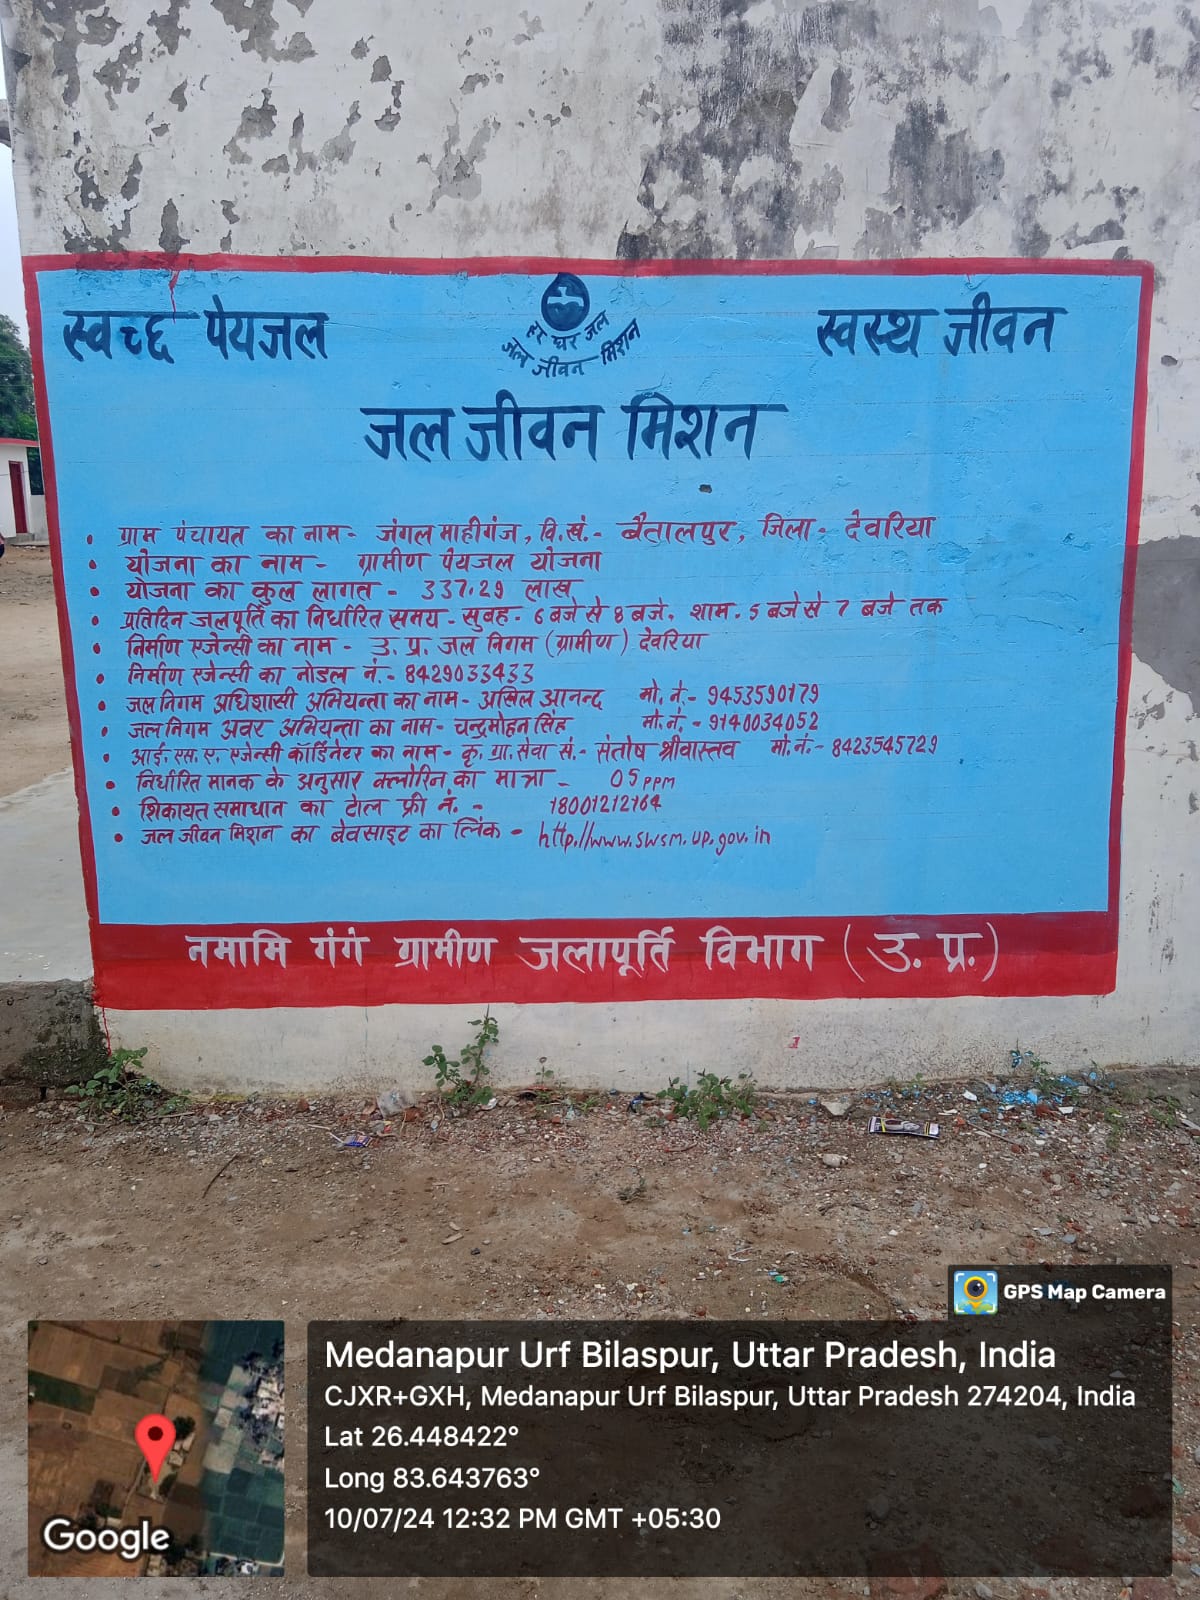 स्वच्छ पेयजल
हर घर जल
जल जीवन मिशन
स्वस्थ जीवन
जल जीवन मिशन
• ग्राम पंचायत का नाम - जंगल माहीगंज, वि.खं.- बैतालपुर, जिला - देवरिया
• योजना का नाम - ग्रामीण पेयजल योजना
• योजना का कुल लागत - 337.29 लाख
• प्रतिदिन जलपूर्ति का निर्धारित समय - सुबह - 6 बजे से 8 बजे, शाम - 5 बजे से 7 बजे तक
• निर्माण एजेन्सी का नाम - उ. प्र. जल निगम (ग्रामीण) देवरिया
• निर्माण एजेन्सी का नोडल नं. - 8429033433
• जल निगम अधिशासी अभियन्ता का नाम - अखिल आनन्द मो. नं. - 9453590179
• जल निगम अवर अभियन्ता का नाम - चन्द्रमोहन सिंह मो. नं. - 9140034052
• आई. एस. ए. एजेन्सी कॉर्डिनेटर का नाम - कृ. ग्रा. सेवा सं.- संतोष श्रीवास्तव मो. नं. - 8423545729
• निर्धारित मानक के अनुसार क्लोरिन का मात्रा - 05 ppm
• शिकायत समाधान का टोल फ्री नं. - 18001212164
• जल जीवन मिशन का बेवसाइट का लिंक - http://www.swsm.up.gov.in
नमामि गंगे ग्रामीण जलापूर्ति विभाग (उ. प्र.)
GPS Map Camera
Medanapur Urf Bilaspur, Uttar Pradesh, India
CJXR+GXH, Medanapur Urf Bilaspur, Uttar Pradesh 274204, India
Lat 26.448422°
Long 83.643763°
10/07/24 12:32 PM GMT +05:30
Google